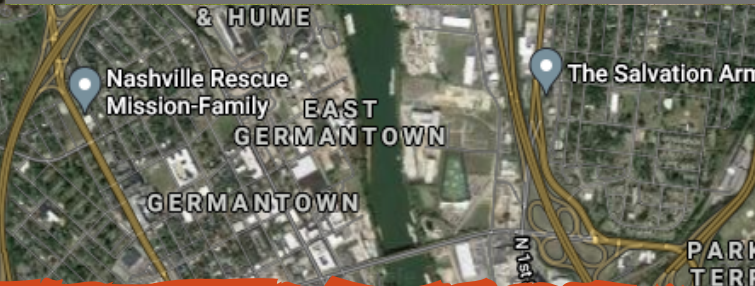 & HUME
Nashville Rescue
Mission-Family
The Salvation Arm
EAST
GERMANTOWN
GERMANTOWN
N 1st
PARK
TERR